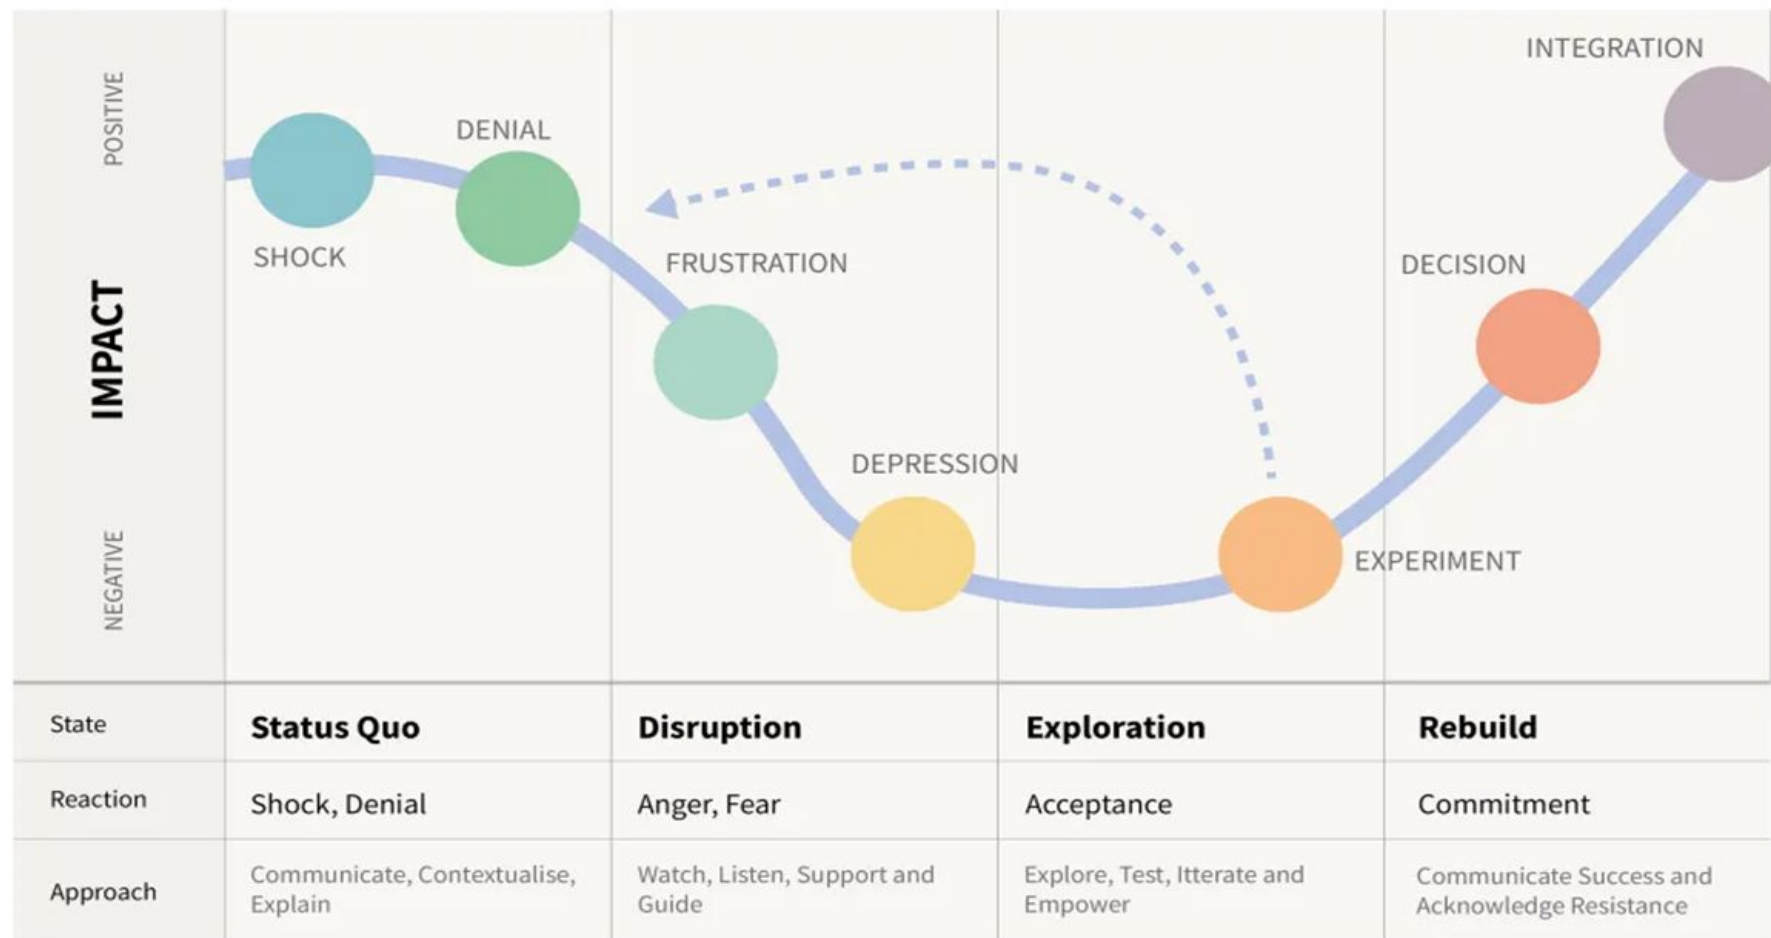 INTEGRATION
POSITIVE
DENIAL
SHOCK
FRUSTRATION
DECISION
IMPACT
DEPRESSION
EXPERIMENT
NEGATIVE
State
Status Quo
Disruption
Exploration
Rebuild
Reaction
Shock, Denial
Anger, Fear
Acceptance
Commitment
Approach
Communicate, Contextualise,
Explain
Watch, Listen, Support and
Guide
Explore, Test, Itterate and
Empower
Communicate Success and
Acknowledge Resistance